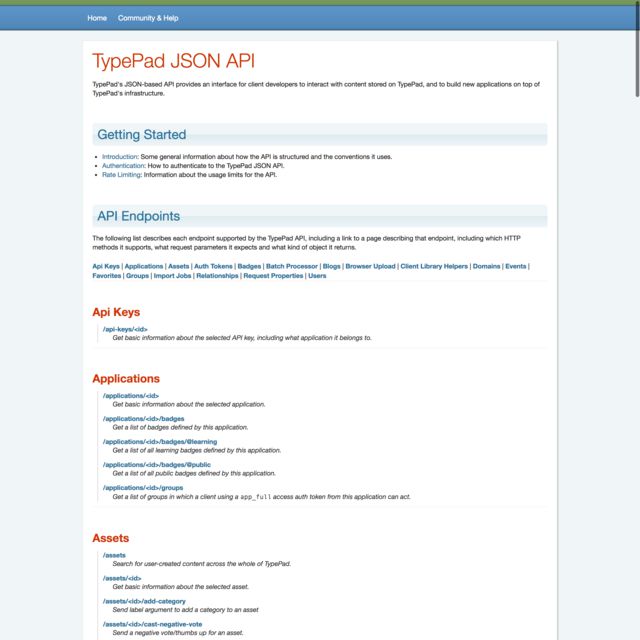 Home Community & Help
TypePad JSON API
TypePad's JSON-based API provides an interface for client developers to interact with content stored on TypePad, and to build new applications on top of
TypePad's infrastructure.
Getting Started
• Introduction: Some general information about how the API is structured and the conventions it uses.
• Authentication: How to authenticate to the TypePad JSON API.
• Rate Limiting: Information about the usage limits for the API.
API Endpoints
The following list describes each endpoint supported by the TypePad API, including a link to a page describing that endpoint, including which HTTP
methods it supports, what request parameters it expects and what kind of object it returns.
Api Keys | Applications | Assets | Auth Tokens | Badges | Batch Processor | Blogs | Browser Upload | Client Library Helpers | Domains | Events |
Favorites | Groups | Import Jobs | Relationships | Request Properties | Users
Api Keys
/api-keys/<id>
Get basic information about the selected API key, including what application it belongs to.
Applications
/applications/<id>
Get basic information about the selected application.
/applications/<id>/badges
Get a list of badges defined by this application.
/applications/<id>/badges/@learning
Get a list of all learning badges defined by this application.
/applications/<id>/badges/@public
Get a list of all public badges defined by this application.
/applications/<id>/groups
Get a list of groups in which a client using a app_full access auth token from this application can act.
Assets
/assets
Search for user-created content across the whole of TypePad.
/assets/<id>
Get basic information about the selected asset.
/assets/<id>/add-category
Send label argument to add a category to an asset
/assets/<id>/cast-negative-vote
Send a negative vote/thumbs up for an asset.